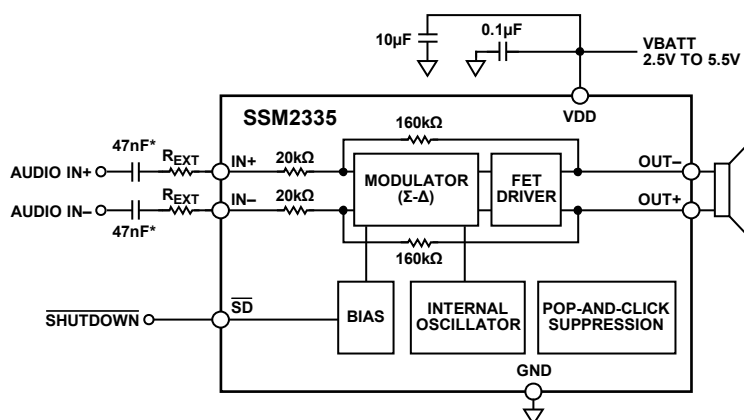 10µF
0.1µF
VBATT
2.5V TO 5.5V
VDD
SSM2335
160kΩ
47nF*
REXT
IN+
20kΩ
AUDIO IN+
OUT–
MODULATOR
(Σ-Δ)
FET
DRIVER
AUDIO IN–
47nF*
REXT
IN–
20kΩ
OUT+
160kΩ
SHUTDOWN
SD
BIAS
INTERNAL
OSCILLATOR
POP-AND-CLICK
SUPPRESSION
GND